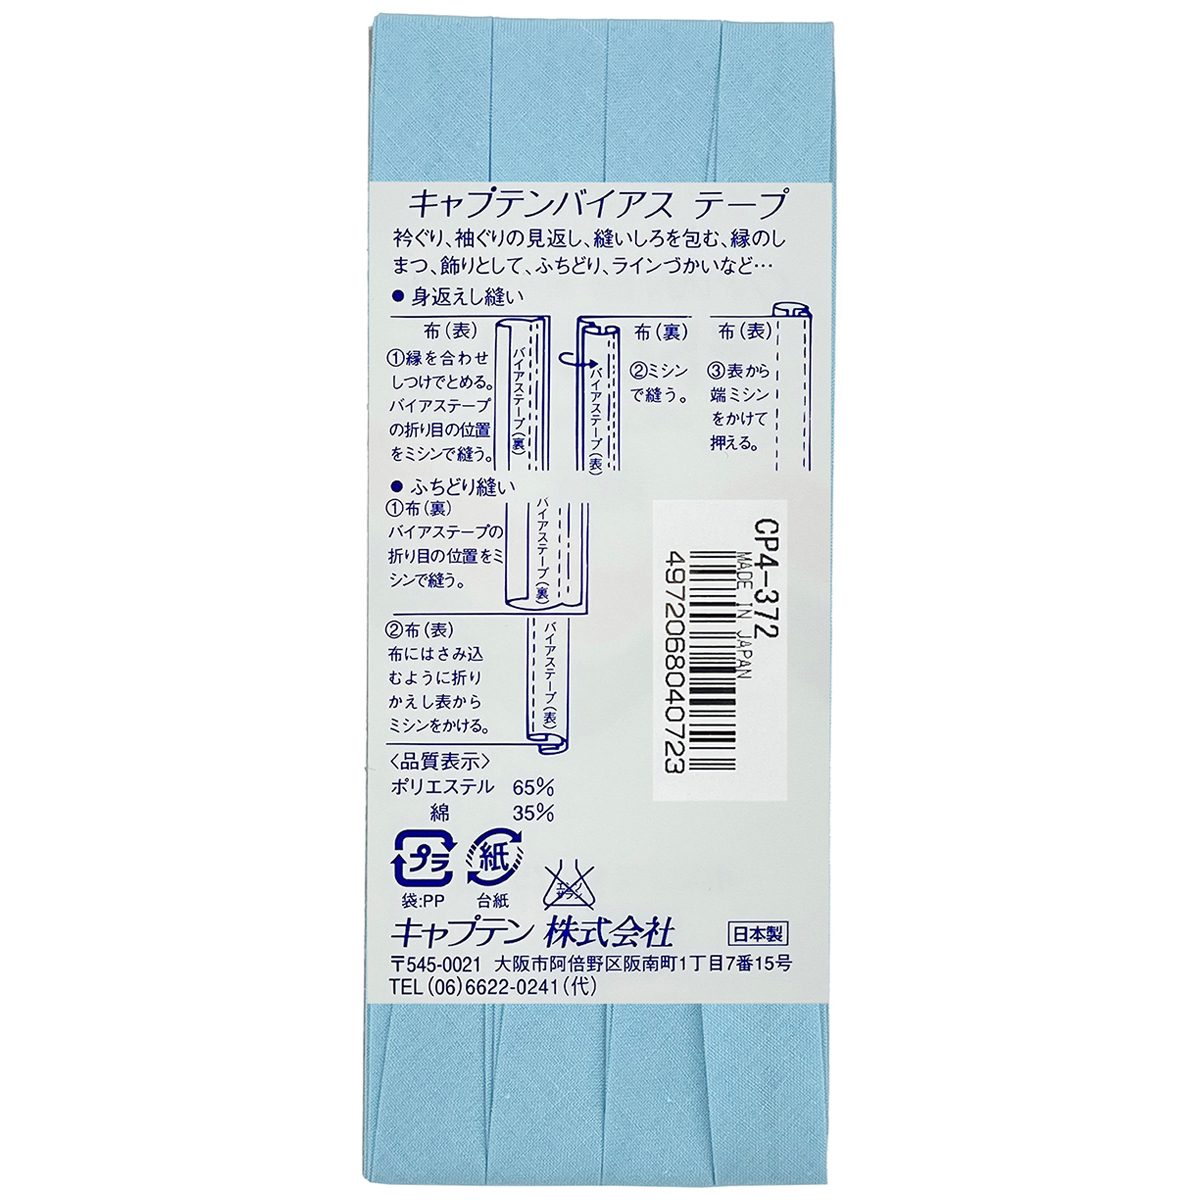 キャプテンバイアス テープ
衿ぐり、袖ぐりの見返し、縫いしろを包む、縁のし
まつ、飾りとして、ふちどり、ラインづかいなど…
● 身返えし縫い
布(表)
①縁を合わせ
しつけでとめる。
バイアステープ
の折り目の位置
をミシンで縫う。
バイアステープ(裏)
バイアステープ(表)
布(裏)
②ミシン
で縫う。
布(表)
③表から
端ミシン
をかけて
押える。
● ふちどり縫い
①布(裏)
バイアステープの
折り目の位置をミ
シンで縫う。
バイアステープ(裏)
②布(表)
布にはさみ込
むように折り
かえし表から
ミシンをかける。
バイアステープ(表)
CP4-372
MADE IN JAPAN
4972068040723
〈品質表示〉
ポリエステル 65%
綿 35%
プラ
袋:PP
紙
台紙
エンソ
サラシ
キャプテン 株式会社
日本製
〒545-0021 大阪市阿倍野区阪南町1丁目7番15号
TEL(06)6622-0241(代)